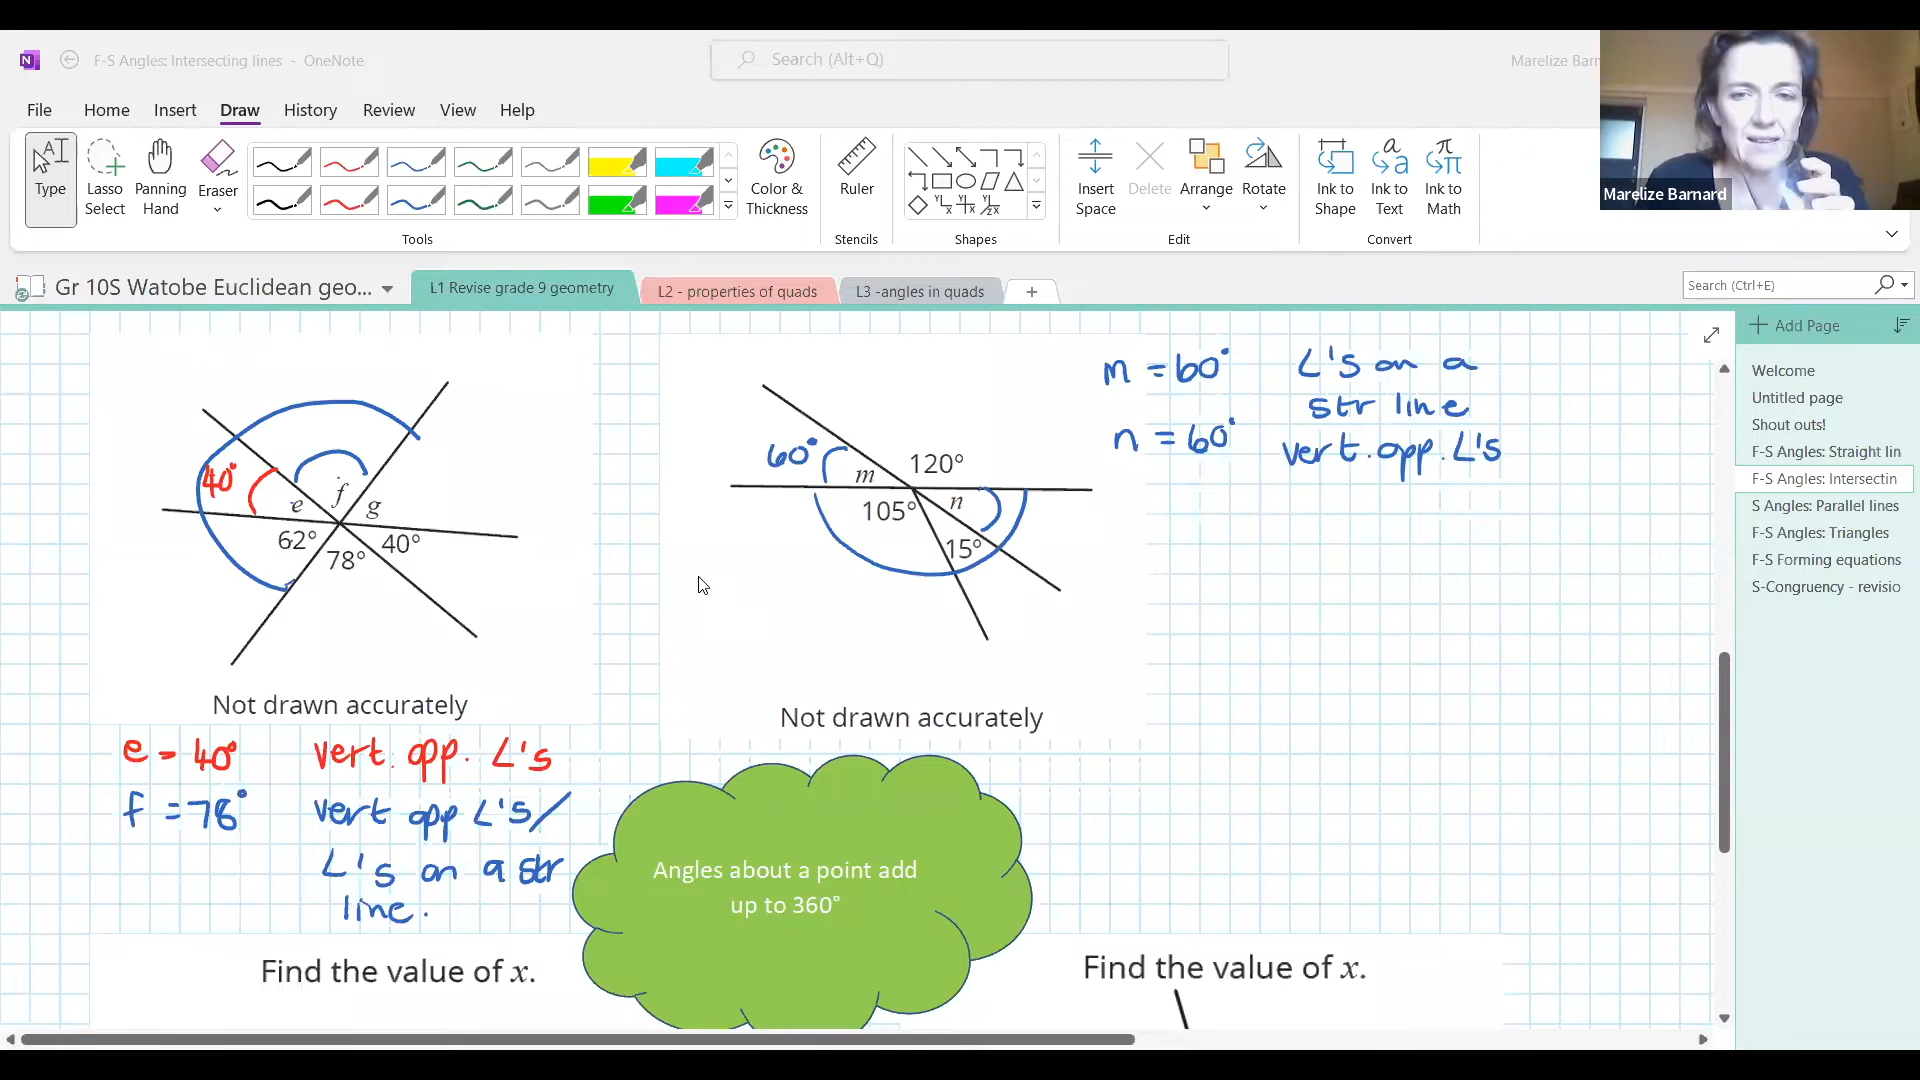 F-S Angles: Intersecting lines - OneNote
Search (Alt+Q)
Marelize Barn
Marelize Barnard
File Home Insert Draw History Review View Help
Type
Lasso Select
Panning Hand
Eraser
Color & Thickness
Ruler
Insert Space
Delete
Arrange
Rotate
Ink to Shape
Ink to Text
Ink to Math
Tools Stencils Shapes Edit Convert
Gr 10S Watobe Euclidean geo...
L1 Revise grade 9 geometry
L2 - properties of quads
L3 -angles in quads
Search (Ctrl+E)
Add Page
Welcome
Untitled page
Shout outs!
F-S Angles: Straight lin
F-S Angles: Intersectin
S Angles: Parallel lines
F-S Angles: Triangles
F-S Forming equations
S-Congruency - revisio
40°
e f g
62° 78° 40°
Not drawn accurately
e = 40° vert. opp. ∠'s
f = 78° vert opp ∠'s/
∠'s on a str
line.
60° m 120°
105° n
15°
Not drawn accurately
m = 60° ∠'s on a
str line
n = 60° vert. opp. ∠'s
Angles about a point add
up to 360°
Find the value of x.
Find the value of x.